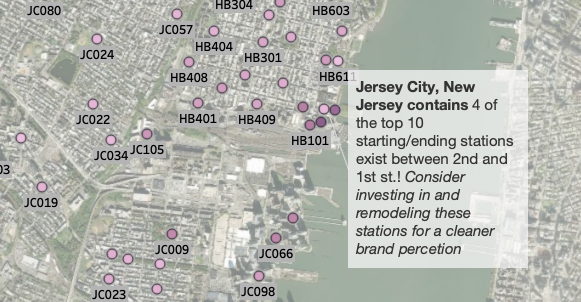 JC080
HB304
HB603
JC057
HB404
JC024
HB301
HB408
HB611
JC022
HB401
HB409
HB101
JC034
JC105
03
JC019
JC009
JC066
JC023
JC098
Jersey City, New
Jersey contains 4 of
the top 10
starting/ending stations
exist between 2nd and
1st st.! Consider
investing in and
remodeling these
stations for a cleaner
brand percetion